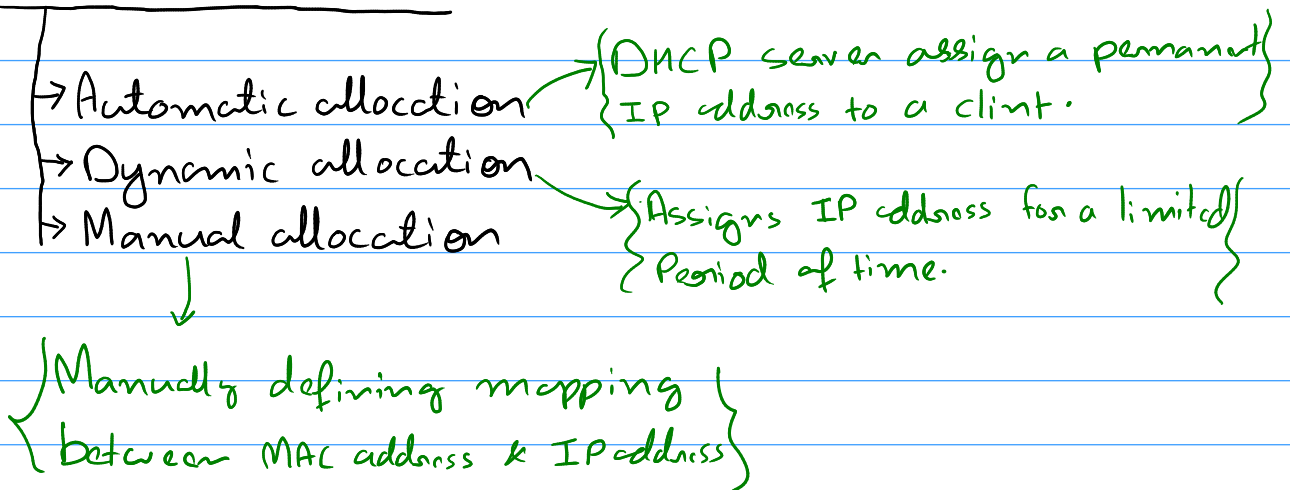 → Automatic allocation
{DHCP server assign a pemanant
IP address to a clint.}
→ Dynamic allocation
{Assigns IP address for a limited
Period of time.}
→ Manual allocation
{Manually defining mapping
between MAC address & IP address}